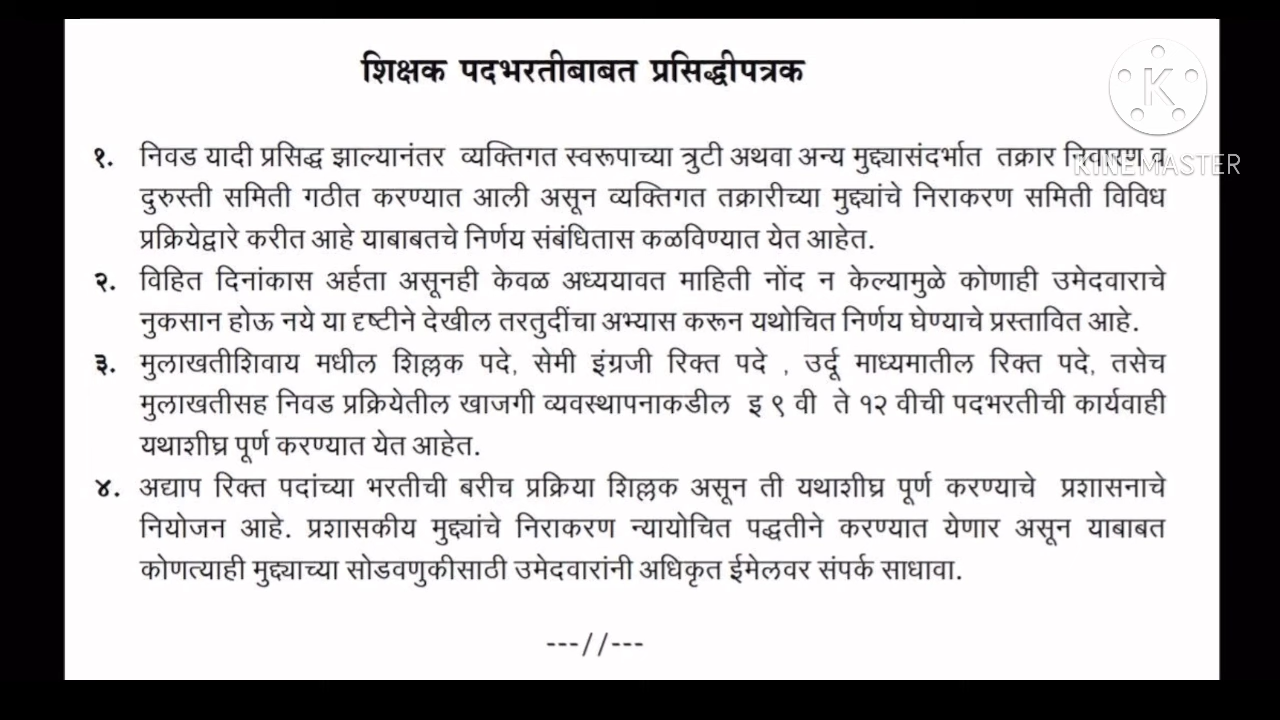 शिक्षक पदभरतीबाबत प्रसिद्धीपत्रक
K
KINEMASTER
१. निवड यादी प्रसिद्ध झाल्यानंतर व्यक्तिगत स्वरूपाच्या त्रुटी अथवा अन्य मुद्द्यासंदर्भात तक्रार निवारण व
दुरुस्ती समिती गठीत करण्यात आली असून व्यक्तिगत तक्रारीच्या मुद्द्यांचे निराकरण समिती विविध
प्रक्रियेद्वारे करीत आहे याबाबतचे निर्णय संबंधितास कळविण्यात येत आहेत.
२. विहित दिनांकास अर्हता असूनही केवळ अध्ययावत माहिती नोंद न केल्यामुळे कोणाही उमेदवाराचे
नुकसान होऊ नये या दृष्टीने देखील तरतुदींचा अभ्यास करून यथोचित निर्णय घेण्याचे प्रस्तावित आहे.
३. मुलाखतीशिवाय मधील शिल्लक पदे, सेमी इंग्रजी रिक्त पदे , उर्दू माध्यमातील रिक्त पदे, तसेच
मुलाखतीसह निवड प्रक्रियेतील खाजगी व्यवस्थापनाकडील इ ९ वी ते १२ वीची पदभरतीची कार्यवाही
यथाशीघ्र पूर्ण करण्यात येत आहेत.
४. अद्याप रिक्त पदांच्या भरतीची बरीच प्रक्रिया शिल्लक असून ती यथाशीघ्र पूर्ण करण्याचे प्रशासनाचे
नियोजन आहे. प्रशासकीय मुद्द्यांचे निराकरण न्यायोचित पद्धतीने करण्यात येणार असून याबाबत
कोणत्याही मुद्द्याच्या सोडवणुकीसाठी उमेदवारांनी अधिकृत ईमेलवर संपर्क साधावा.
---//---